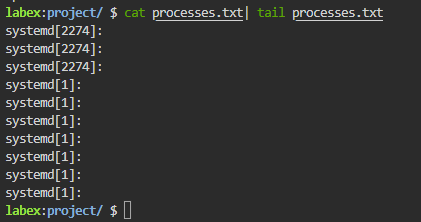 labex:project/ $ cat processes.txt| tail processes.txt
systemd[2274]:
systemd[2274]:
systemd[2274]:
systemd[1]:
systemd[1]:
systemd[1]:
systemd[1]:
systemd[1]:
systemd[1]:
systemd[1]:
labex:project/ $